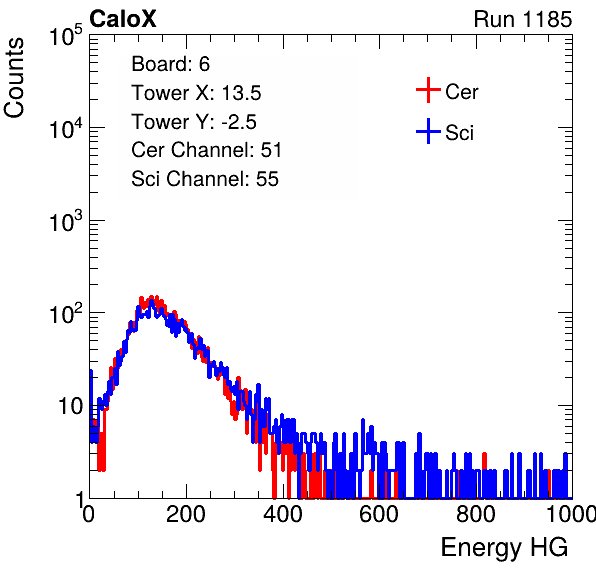 CaloX Run 1185
Counts
10^5
10^4
10^3
10^2
10
1
Board: 6
Tower X: 13.5
Tower Y: -2.5
Cer Channel: 51
Sci Channel: 55
Cer
Sci
0 200 400 600 800 1000
Energy HG